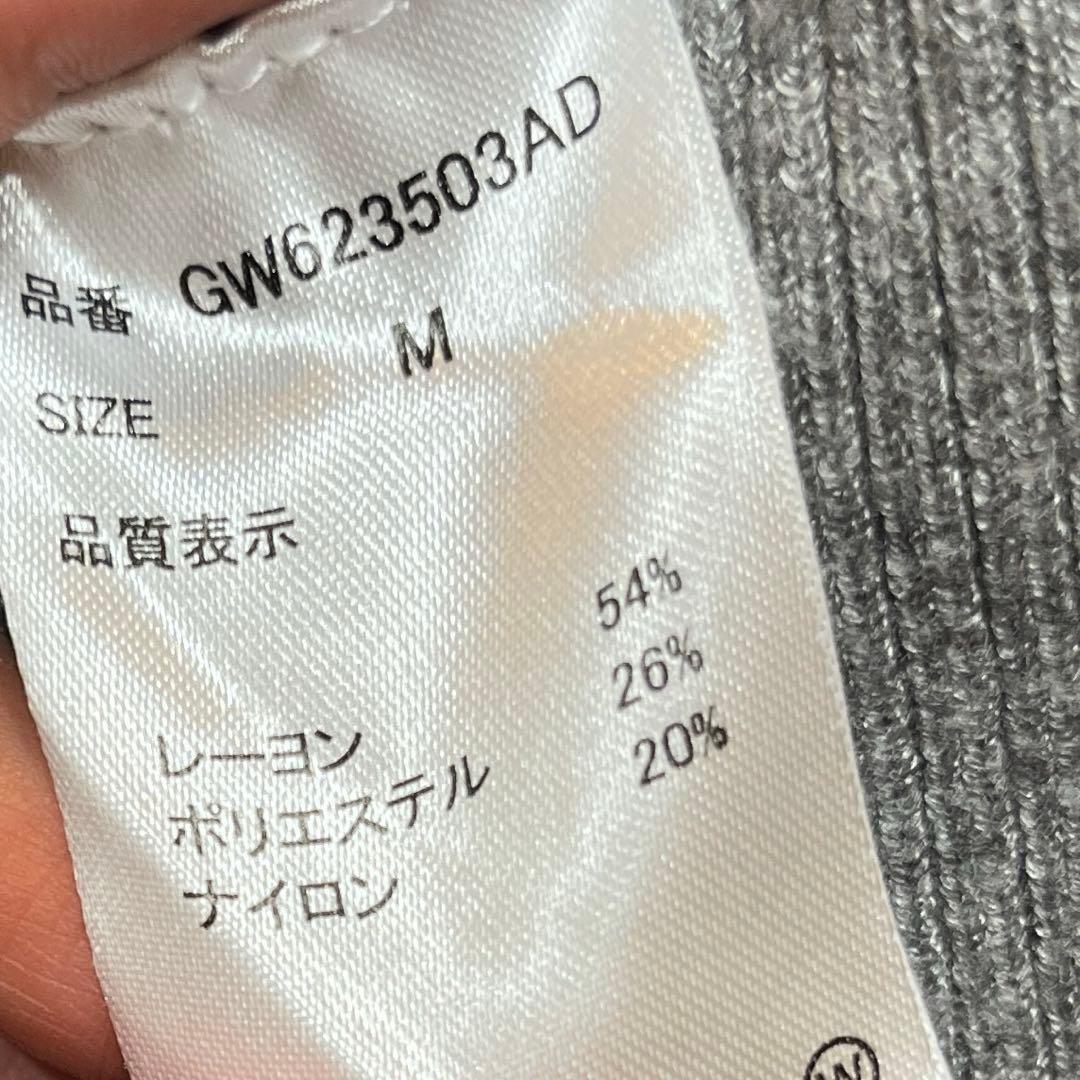 品番 GW623503AD
SIZE M
品質表示
レーヨン 54%
ポリエステル 26%
ナイロン 20%
W